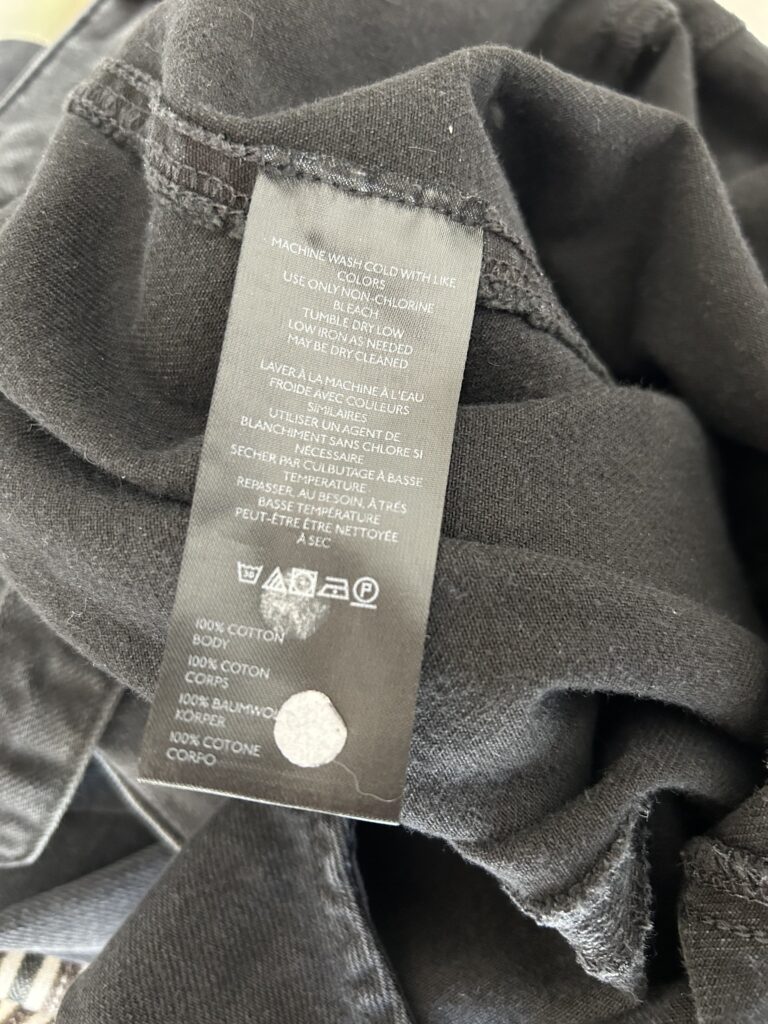 MACHINE WASH COLD WITH LIKE
COLORS
USE ONLY NON-CHLORINE
BLEACH
TUMBLE DRY LOW
LOW IRON AS NEEDED
MAY BE DRY CLEANED
LAVER À LA MACHINE À L'EAU
FROIDE AVEC COULEURS
SIMILAIRES
UTILISER UN AGENT DE
BLANCHIMENT SANS CHLORE SI
NÉCESSAIRE
SECHER PAR CULBUTAGE À BASSE
TEMPERATURE
REPASSER, AU BESOIN, À TRÉS
BASSE TEMPÉRATURE
PEUT-ÊTRE ÊTRE NETTOYÉE
À SEC
30 P
100% COTTON
BODY
100% COTON
CORPS
100% BAUMWO
KÖRPER
100% COTONE
CORPO